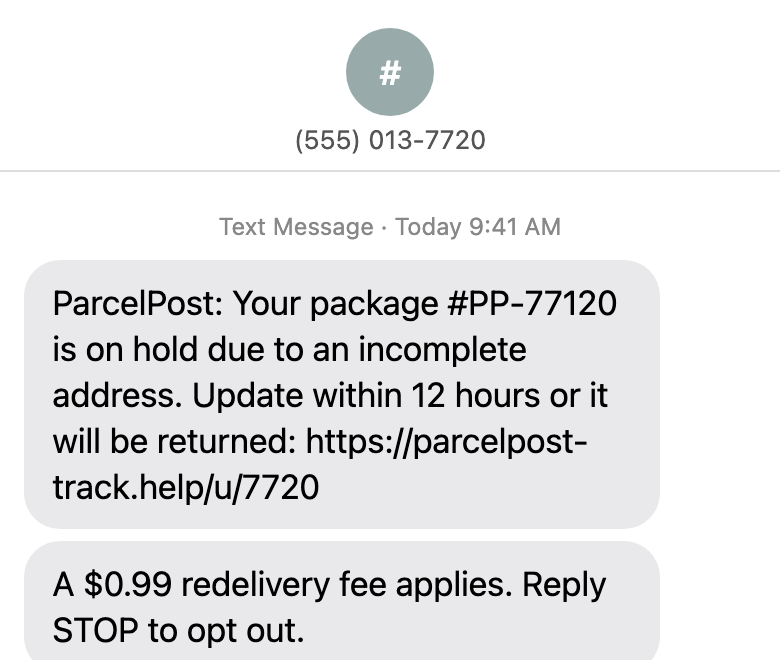 #
(555) 013-7720
Text Message · Today 9:41 AM
ParcelPost: Your package #PP-77120
is on hold due to an incomplete
address. Update within 12 hours or it
will be returned: https://parcelpost-
track.help/u/7720
A $0.99 redelivery fee applies. Reply
STOP to opt out.